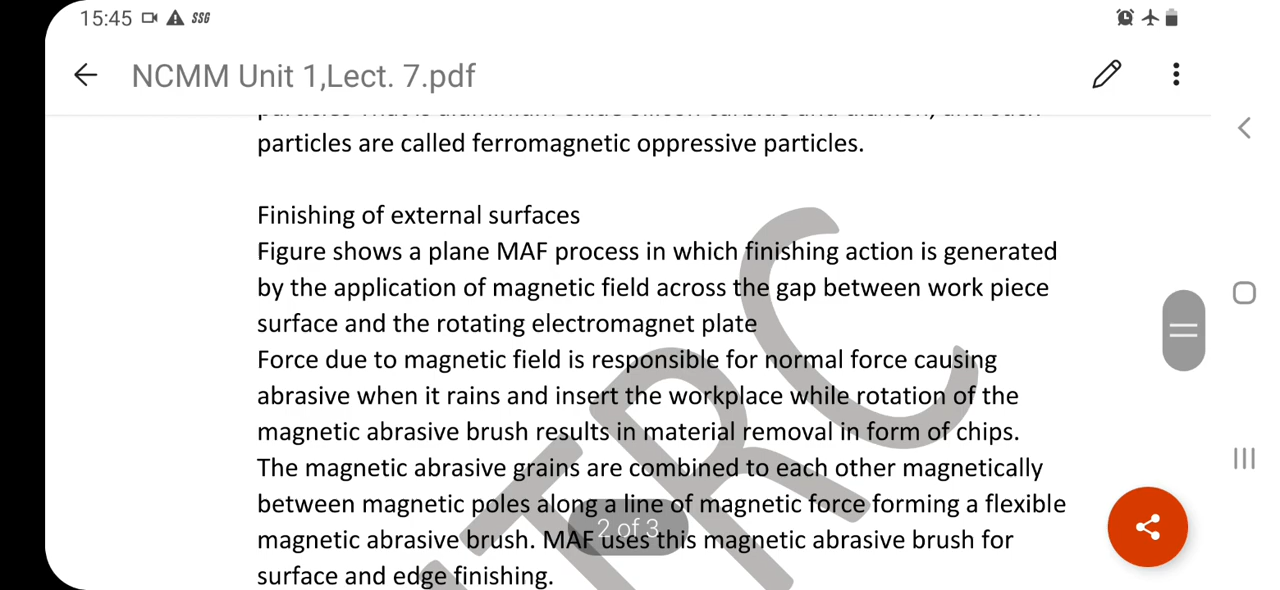 15:45 SSG
NCMM Unit 1,Lect. 7.pdf
particles are called ferromagnetic oppressive particles.
Finishing of external surfaces
Figure shows a plane MAF process in which finishing action is generated
by the application of magnetic field across the gap between work piece
surface and the rotating electromagnet plate
Force due to magnetic field is responsible for normal force causing
abrasive when it rains and insert the workplace while rotation of the
magnetic abrasive brush results in material removal in form of chips.
The magnetic abrasive grains are combined to each other magnetically
between magnetic poles along a line of magnetic force forming a flexible
magnetic abrasive brush. MAF uses this magnetic abrasive brush for
surface and edge finishing.
2 of 3
TRC